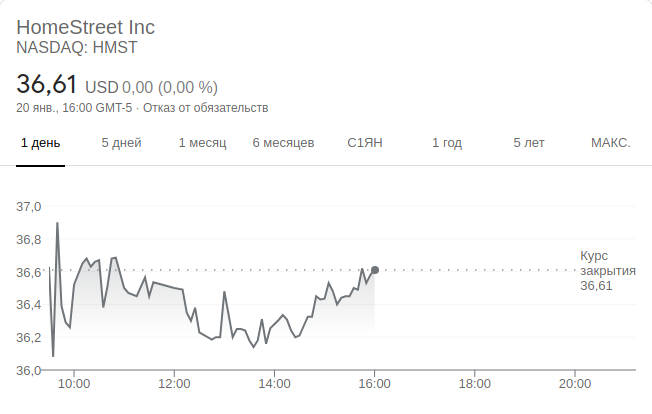 HomeStreet Inc
NASDAQ: HMST
36,61 USD 0,00 (0,00 %)
20 янв., 16:00 GMT-5 · Отказ от обязательств
1 день 5 дней 1 месяц 6 месяцев С1ЯН 1 год 5 лет МАКС.
37,0
36,8
Курс
36,6 закрытия
36,61
36,4
36,2
36,0
10:00 12:00 14:00 16:00 18:00 20:00